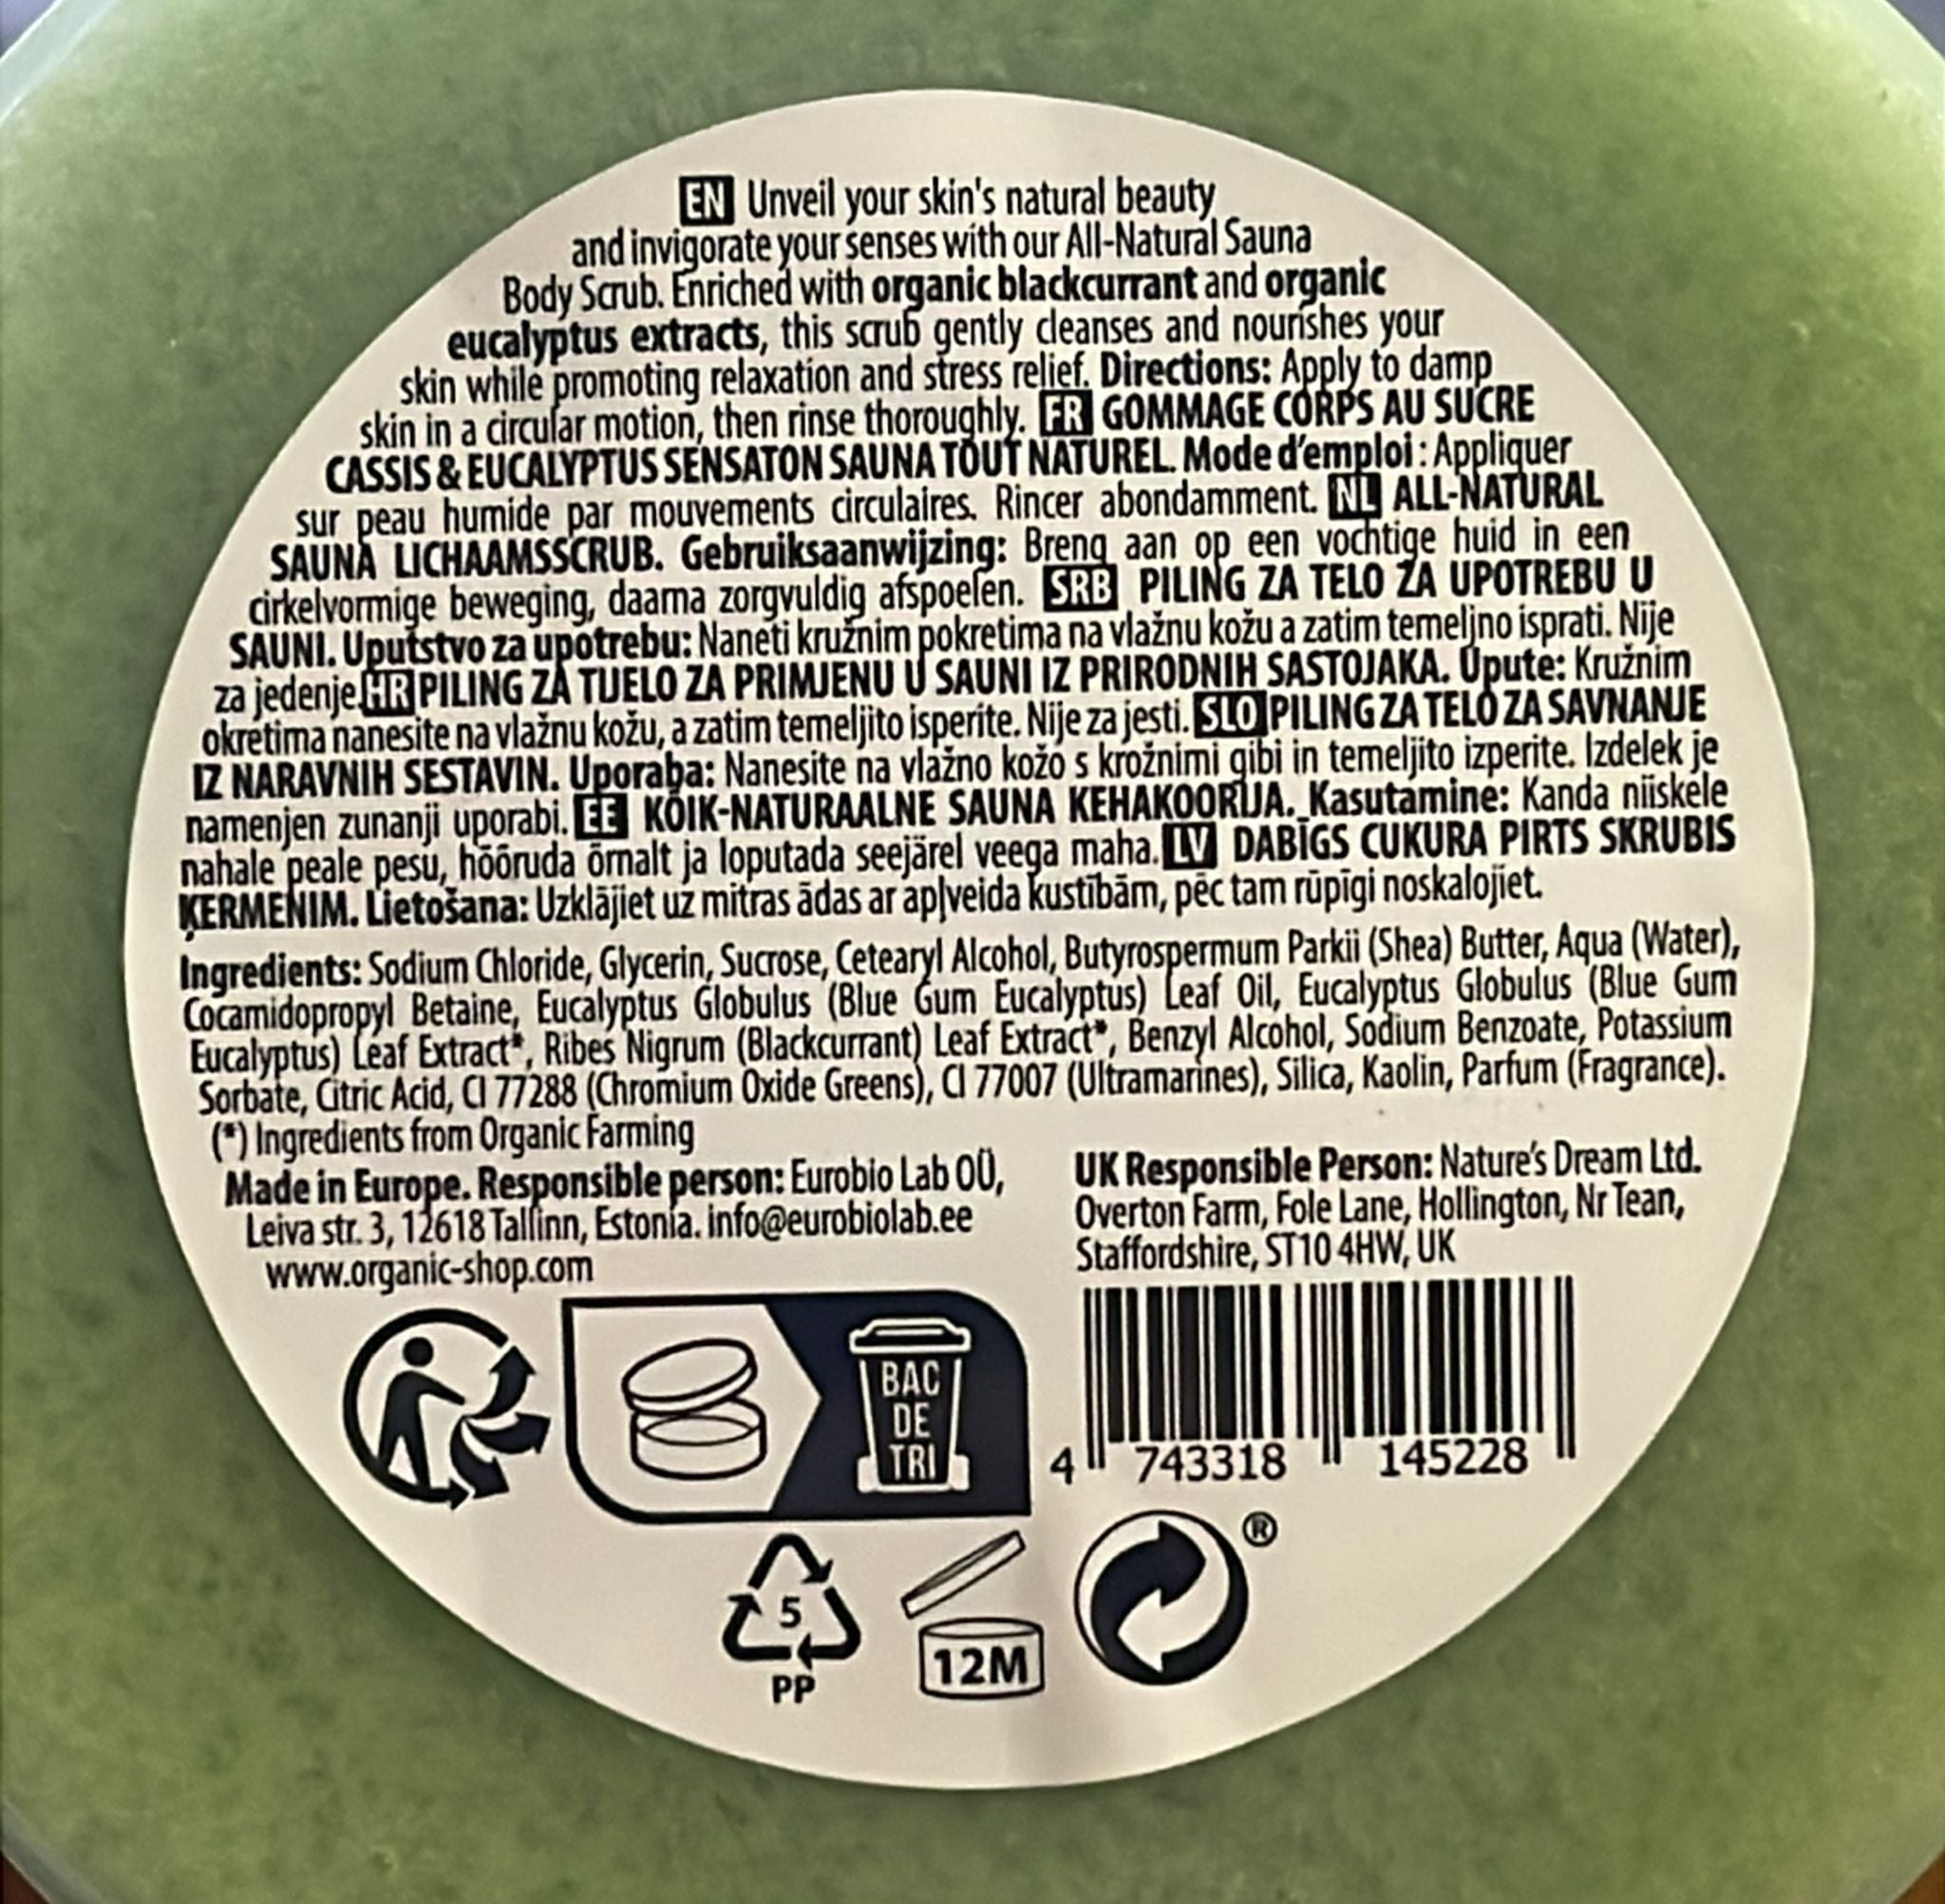 EN Unveil your skin's natural beauty
and invigorate your senses with our All-Natural Sauna
Body Scrub. Enriched with organic blackcurrant and organic
eucalyptus extracts, this scrub gently cleanses and nourishes your
skin while promoting relaxation and stress relief. Directions: Apply to damp
skin in a circular motion, then rinse thoroughly. FR GOMMAGE CORPS AU SUCRE
CASSIS & EUCALYPTUS SENSATON SAUNA TOUT NATUREL. Mode d'emploi : Appliquer
sur peau humide par mouvements circulaires. Rincer abondamment. NL ALL-NATURAL
SAUNA LICHAAMSSCRUB. Gebruiksaanwijzing: Breng aan op een vochtige huid in een
cirkelvormige beweging, daarna zorgvuldig afspoelen. SRB PILING ZA TELO ZA UPOTREBU U
SAUNI. Uputstvo za upotrebu: Naneti kružnim pokretima na vlažnu kožu a zatim temeljno isprati. Nije
za jedenje. HR PILING ZA TIJELO ZA PRIMJENU U SAUNI IZ PRIRODNIH SASTOJAKA. Upute: Kružnim
okretima nanesite na vlažnu kožu, a zatim temeljito isperite. Nije za jesti. SLO PILING ZA TELO ZA SAVNANJE
IZ NARAVNIH SESTAVIN. Uporaba: Nanesite na vlažno kožo s krožnimi gibi in temeljito izperite. Izdelek je
namenjen zunanji uporabi. EE KÕIK-NATURAALNE SAUNA KEHAKOORIJA. Kasutamine: Kanda niiskele
nahale peale pesu, hõõruda õrnalt ja loputada seejärel veega maha. LV DABĪGS CUKURA PIRTS SKRUBIS
ĶERMENIM. Lietošana: Uzklājiet uz mitras ādas ar apļveida kustībām, pēc tam rūpīgi noskalojiet.
Ingredients: Sodium Chloride, Glycerin, Sucrose, Cetearyl Alcohol, Butyrospermum Parkii (Shea) Butter, Aqua (Water),
Cocamidopropyl Betaine, Eucalyptus Globulus (Blue Gum Eucalyptus) Leaf Oil, Eucalyptus Globulus (Blue Gum
Eucalyptus) Leaf Extract*, Ribes Nigrum (Blackcurrant) Leaf Extract*, Benzyl Alcohol, Sodium Benzoate, Potassium
Sorbate, Citric Acid, CI 77288 (Chromium Oxide Greens), CI 77007 (Ultramarines), Silica, Kaolin, Parfum (Fragrance).
(*) Ingredients from Organic Farming
Made in Europe. Responsible person: Eurobio Lab OÜ,
Leiva str. 3, 12618 Tallinn, Estonia. info@eurobiolab.ee
www.organic-shop.com
UK Responsible Person: Nature's Dream Ltd.
Overton Farm, Fole Lane, Hollington, Nr Tean,
Staffordshire, ST10 4HW, UK
BAC
DE
TRI
4 743318 145228
®
5
PP
12M